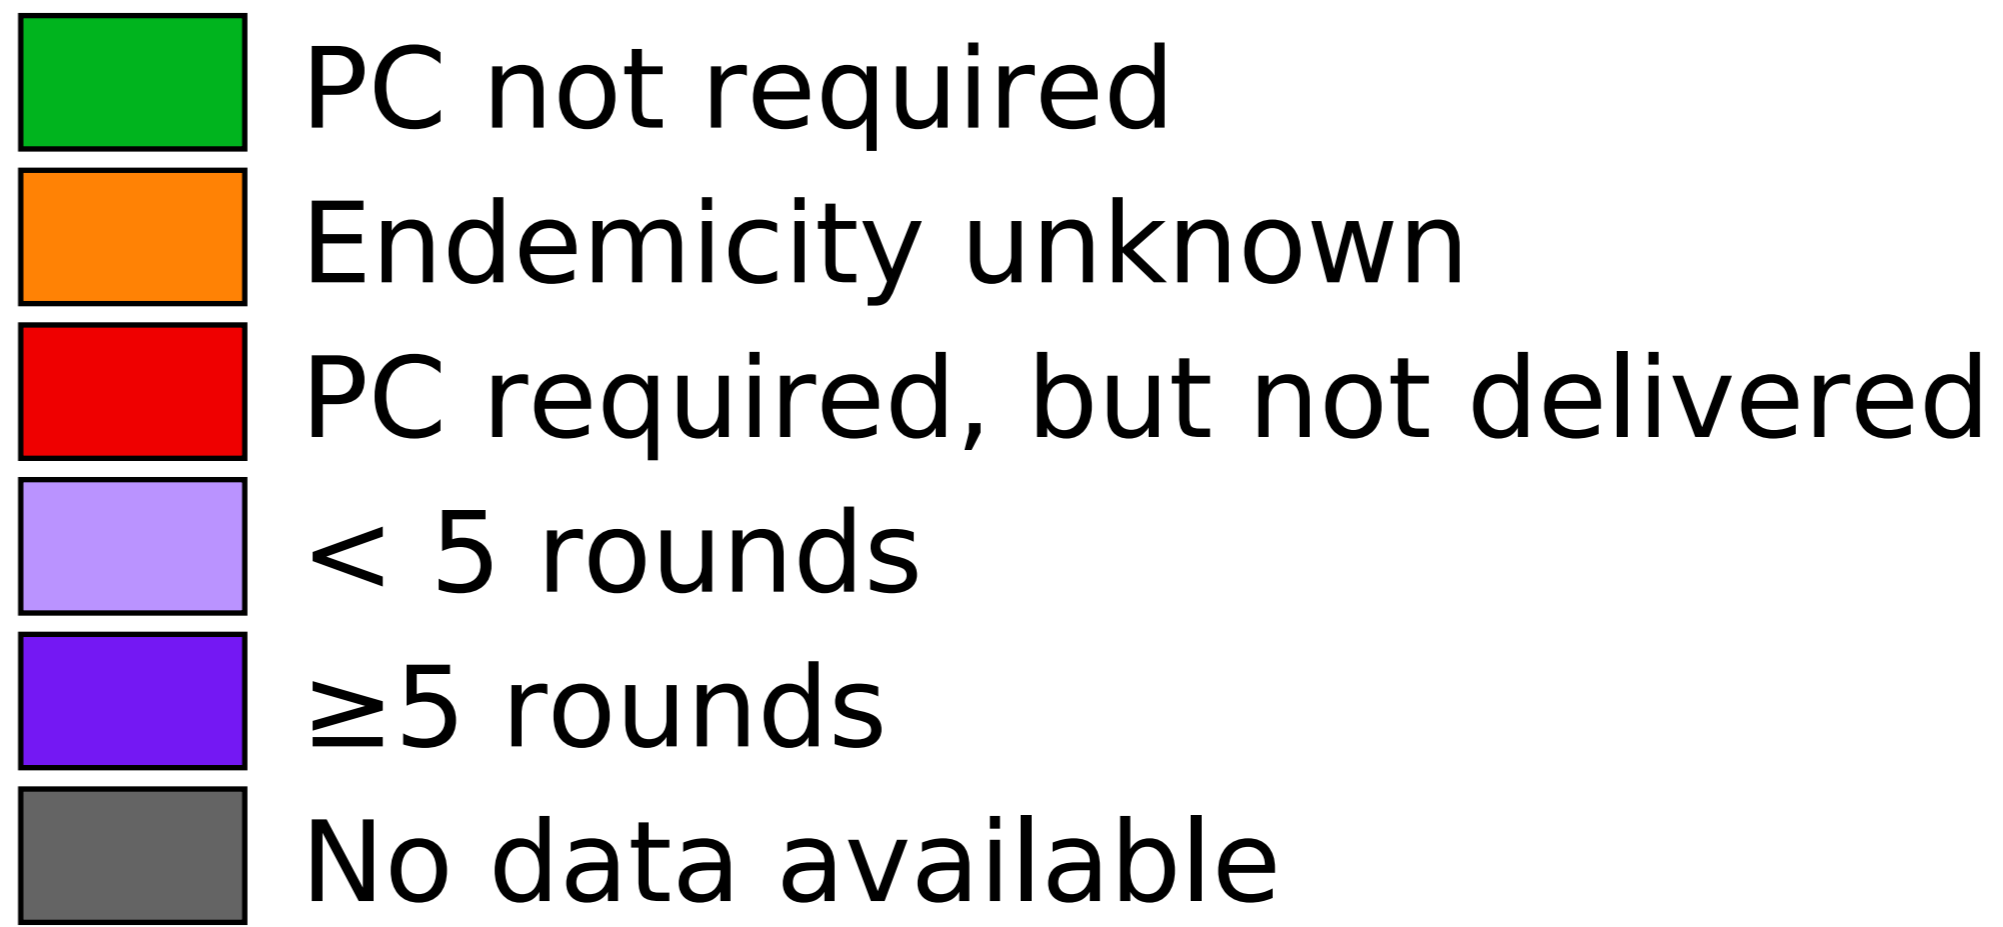 PC not required
Endemicity unknown
PC required, but not delivered
< 5 rounds
≥5 rounds
No data available